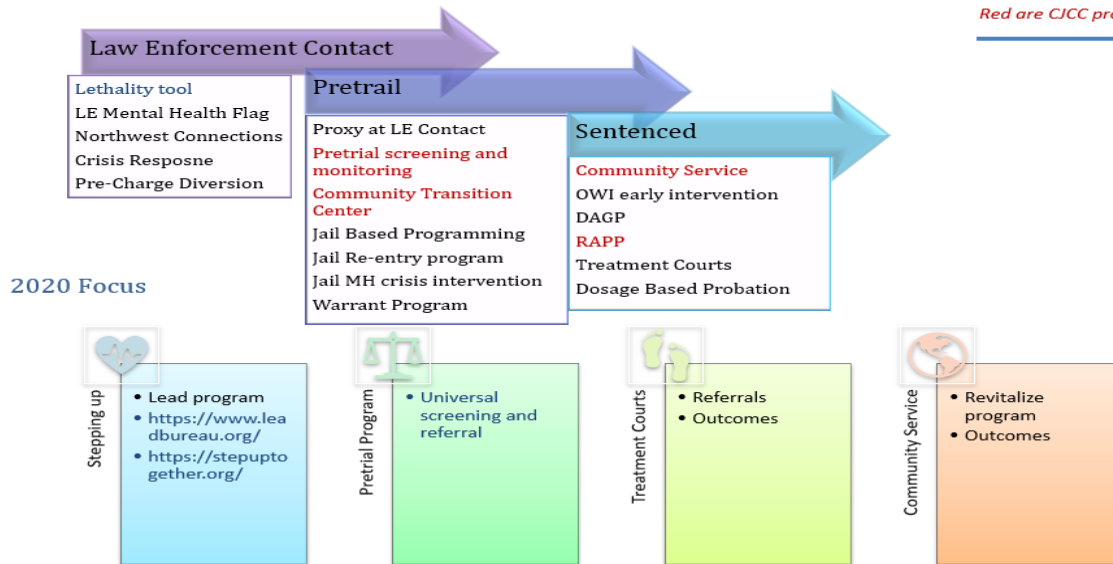 Red are CJCC
Law Enforcement Contact
Lethality tool
LE Mental Health Flag
Northwest Connections
Crisis Resposne
Pre-Charge Diversion
Pretrail
Proxy at LE Contact
Pretrial screening and
monitoring
Community Transition
Center
Jail Based Programming
Jail Re-entry program
Jail MH crisis intervention
Warrant Program
Sentenced
Community Service
OWI early intervention
DAGP
RAPP
Treatment Courts
Dosage Based Probation
2020 Focus
Stepping up
• Lead program
• https://www.lea
dbureau.org/
• https://stepupto
gether.org/
Pretrial Program
• Universal
screening and
referral
Treatment Courts
• Referrals
• Outcomes
Community Service
• Revitalize
program
• Outcomes